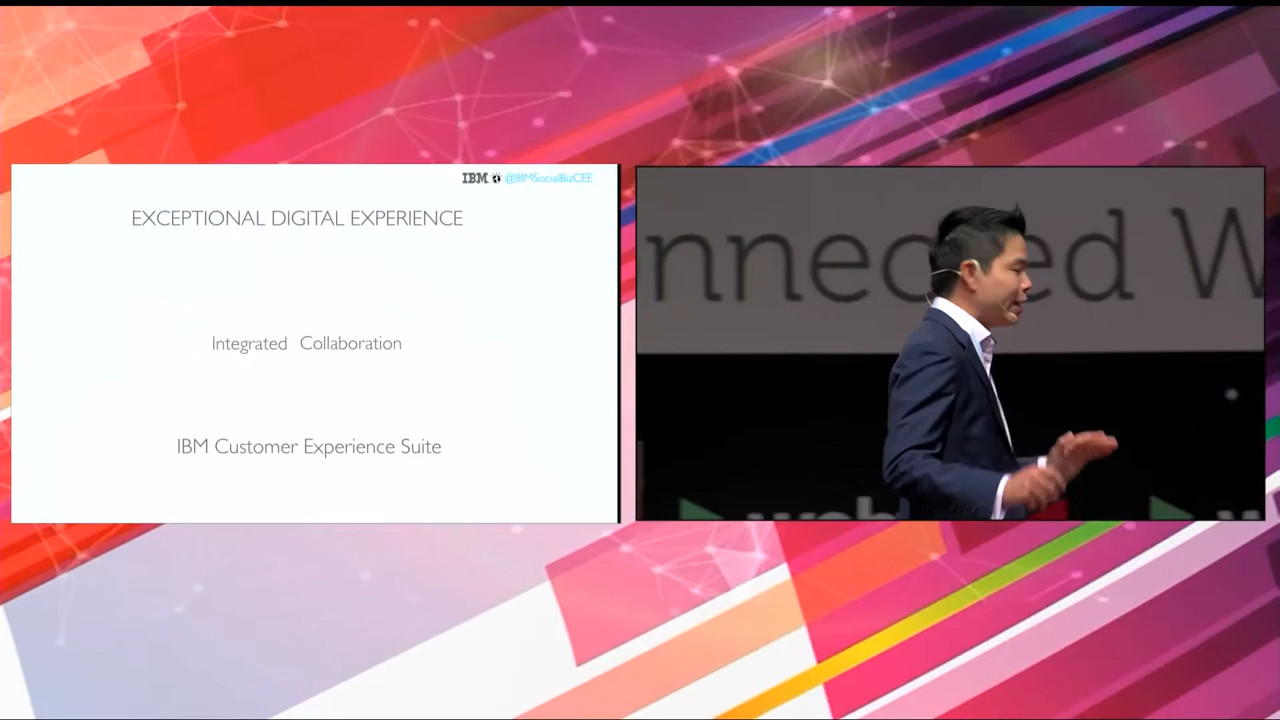 IBM @IBMSocialBizCEE
EXCEPTIONAL DIGITAL EXPERIENCE
Integrated Collaboration
IBM Customer Experience Suite
nnected W